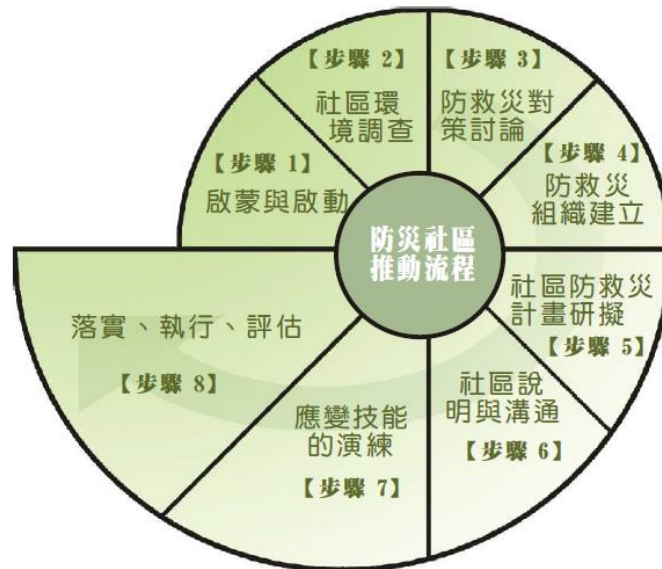 防災社區
推動流程
【步驟 1】
啟蒙與啟動
【步驟 2】
社區環
境調查
【步驟 3】
防救災對
策討論
【步驟 4】
防救災
組織建立
社區防救災
計畫研擬
【步驟 5】
社區說
明與溝通
【步驟 6】
應變技能
的演練
【步驟 7】
落實、執行、評估
【步驟 8】